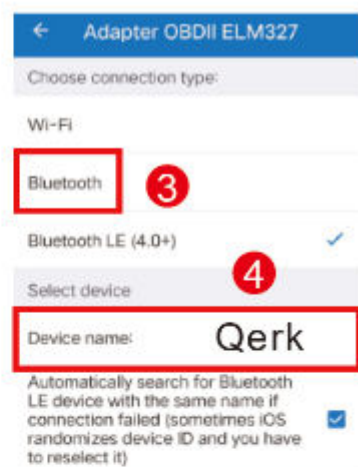 ← Adapter OBDII ELM327
Choose connection type:
Wi-Fi
Bluetooth 3
Bluetooth LE (4.0+)
4
Select device
Device name: Qerk
Automatically search for Bluetooth
LE device with the same name if
connection failed (sometimes iOS
randomizes device ID and you have
to reselect it)